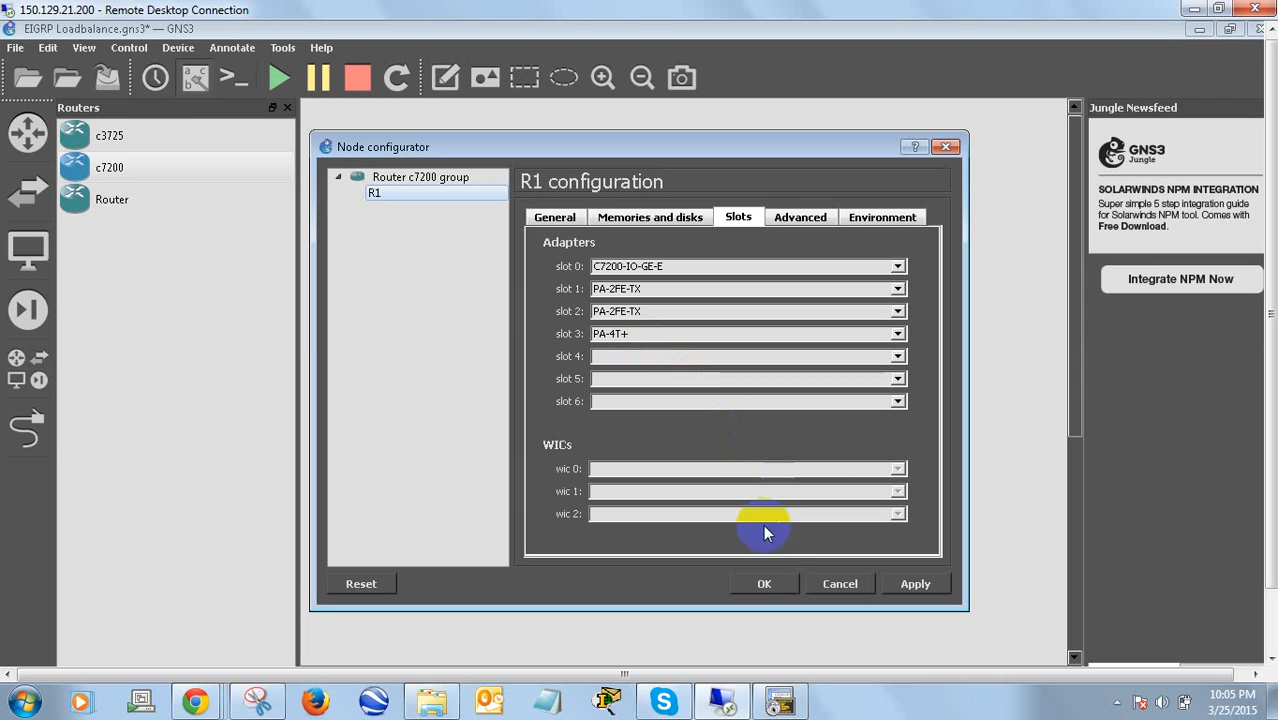 150.129.21.200 - Remote Desktop Connection
EIGRP Loadbalance.gns3* — GNS3
File Edit View Control Device Annotate Tools Help
Routers
c3725
c7200
Router
Node configurator
Router c7200 group
R1
R1 configuration
General Memories and disks Slots Advanced Environment
Adapters
slot 0: C7200-IO-GE-E
slot 1: PA-2FE-TX
slot 2: PA-2FE-TX
slot 3: PA-4T+
slot 4:
slot 5:
slot 6:
WICs
wic 0:
wic 1:
wic 2:
Reset OK Cancel Apply
Jungle Newsfeed
GNS3
Jungle
SOLARWINDS NPM INTEGRATION
Super simple 5 step integration guide
for Solarwinds NPM tool. Comes with
Free Download.
Integrate NPM Now
10:05 PM
3/25/2015